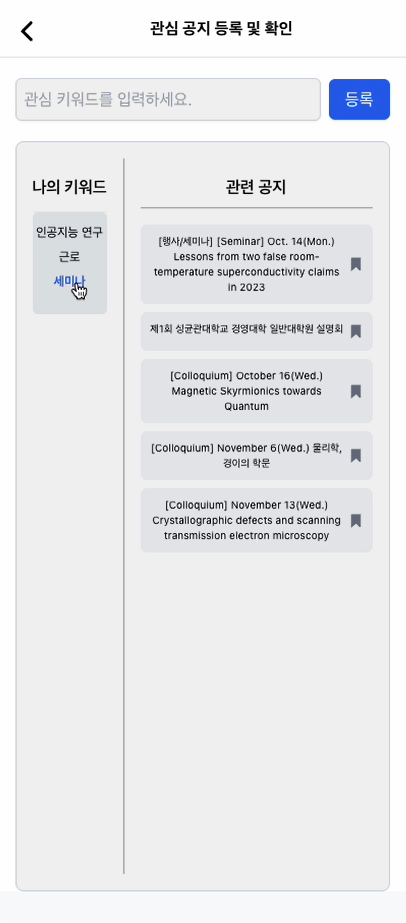 관심 공지 등록 및 확인
관심 키워드를 입력하세요.
등록
나의 키워드
인공지능 연구
근로
세미나
관련 공지
[행사/세미나] [Seminar] Oct. 14(Mon.)
Lessons from two false room-
temperature superconductivity claims
in 2023
제1회 성균관대학교 경영대학 일반대학원 설명회
[Colloquium] October 16(Wed.)
Magnetic Skyrmionics towards
Quantum
[Colloquium] November 6(Wed.) 물리학,
경이의 학문
[Colloquium] November 13(Wed.)
Crystallographic defects and scanning
transmission electron microscopy